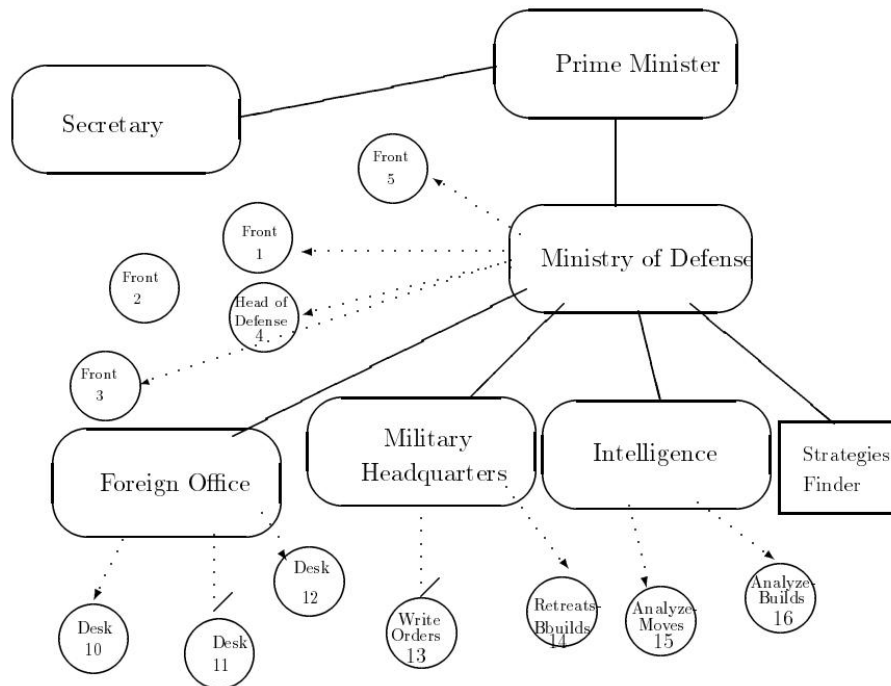 Prime Minister
Secretary
Front
5
Front
1
Ministry of Defense
Front
2
Head of
Defense
4
Front
3
Military
Headquarters
Intelligence
Strategies
Finder
Foreign Office
Desk
12
Desk
10
Desk
11
Write
Orders
13
Retreats-
Bbuilds
14
Analyze-
Moves
15
Analyze-
Builds
16